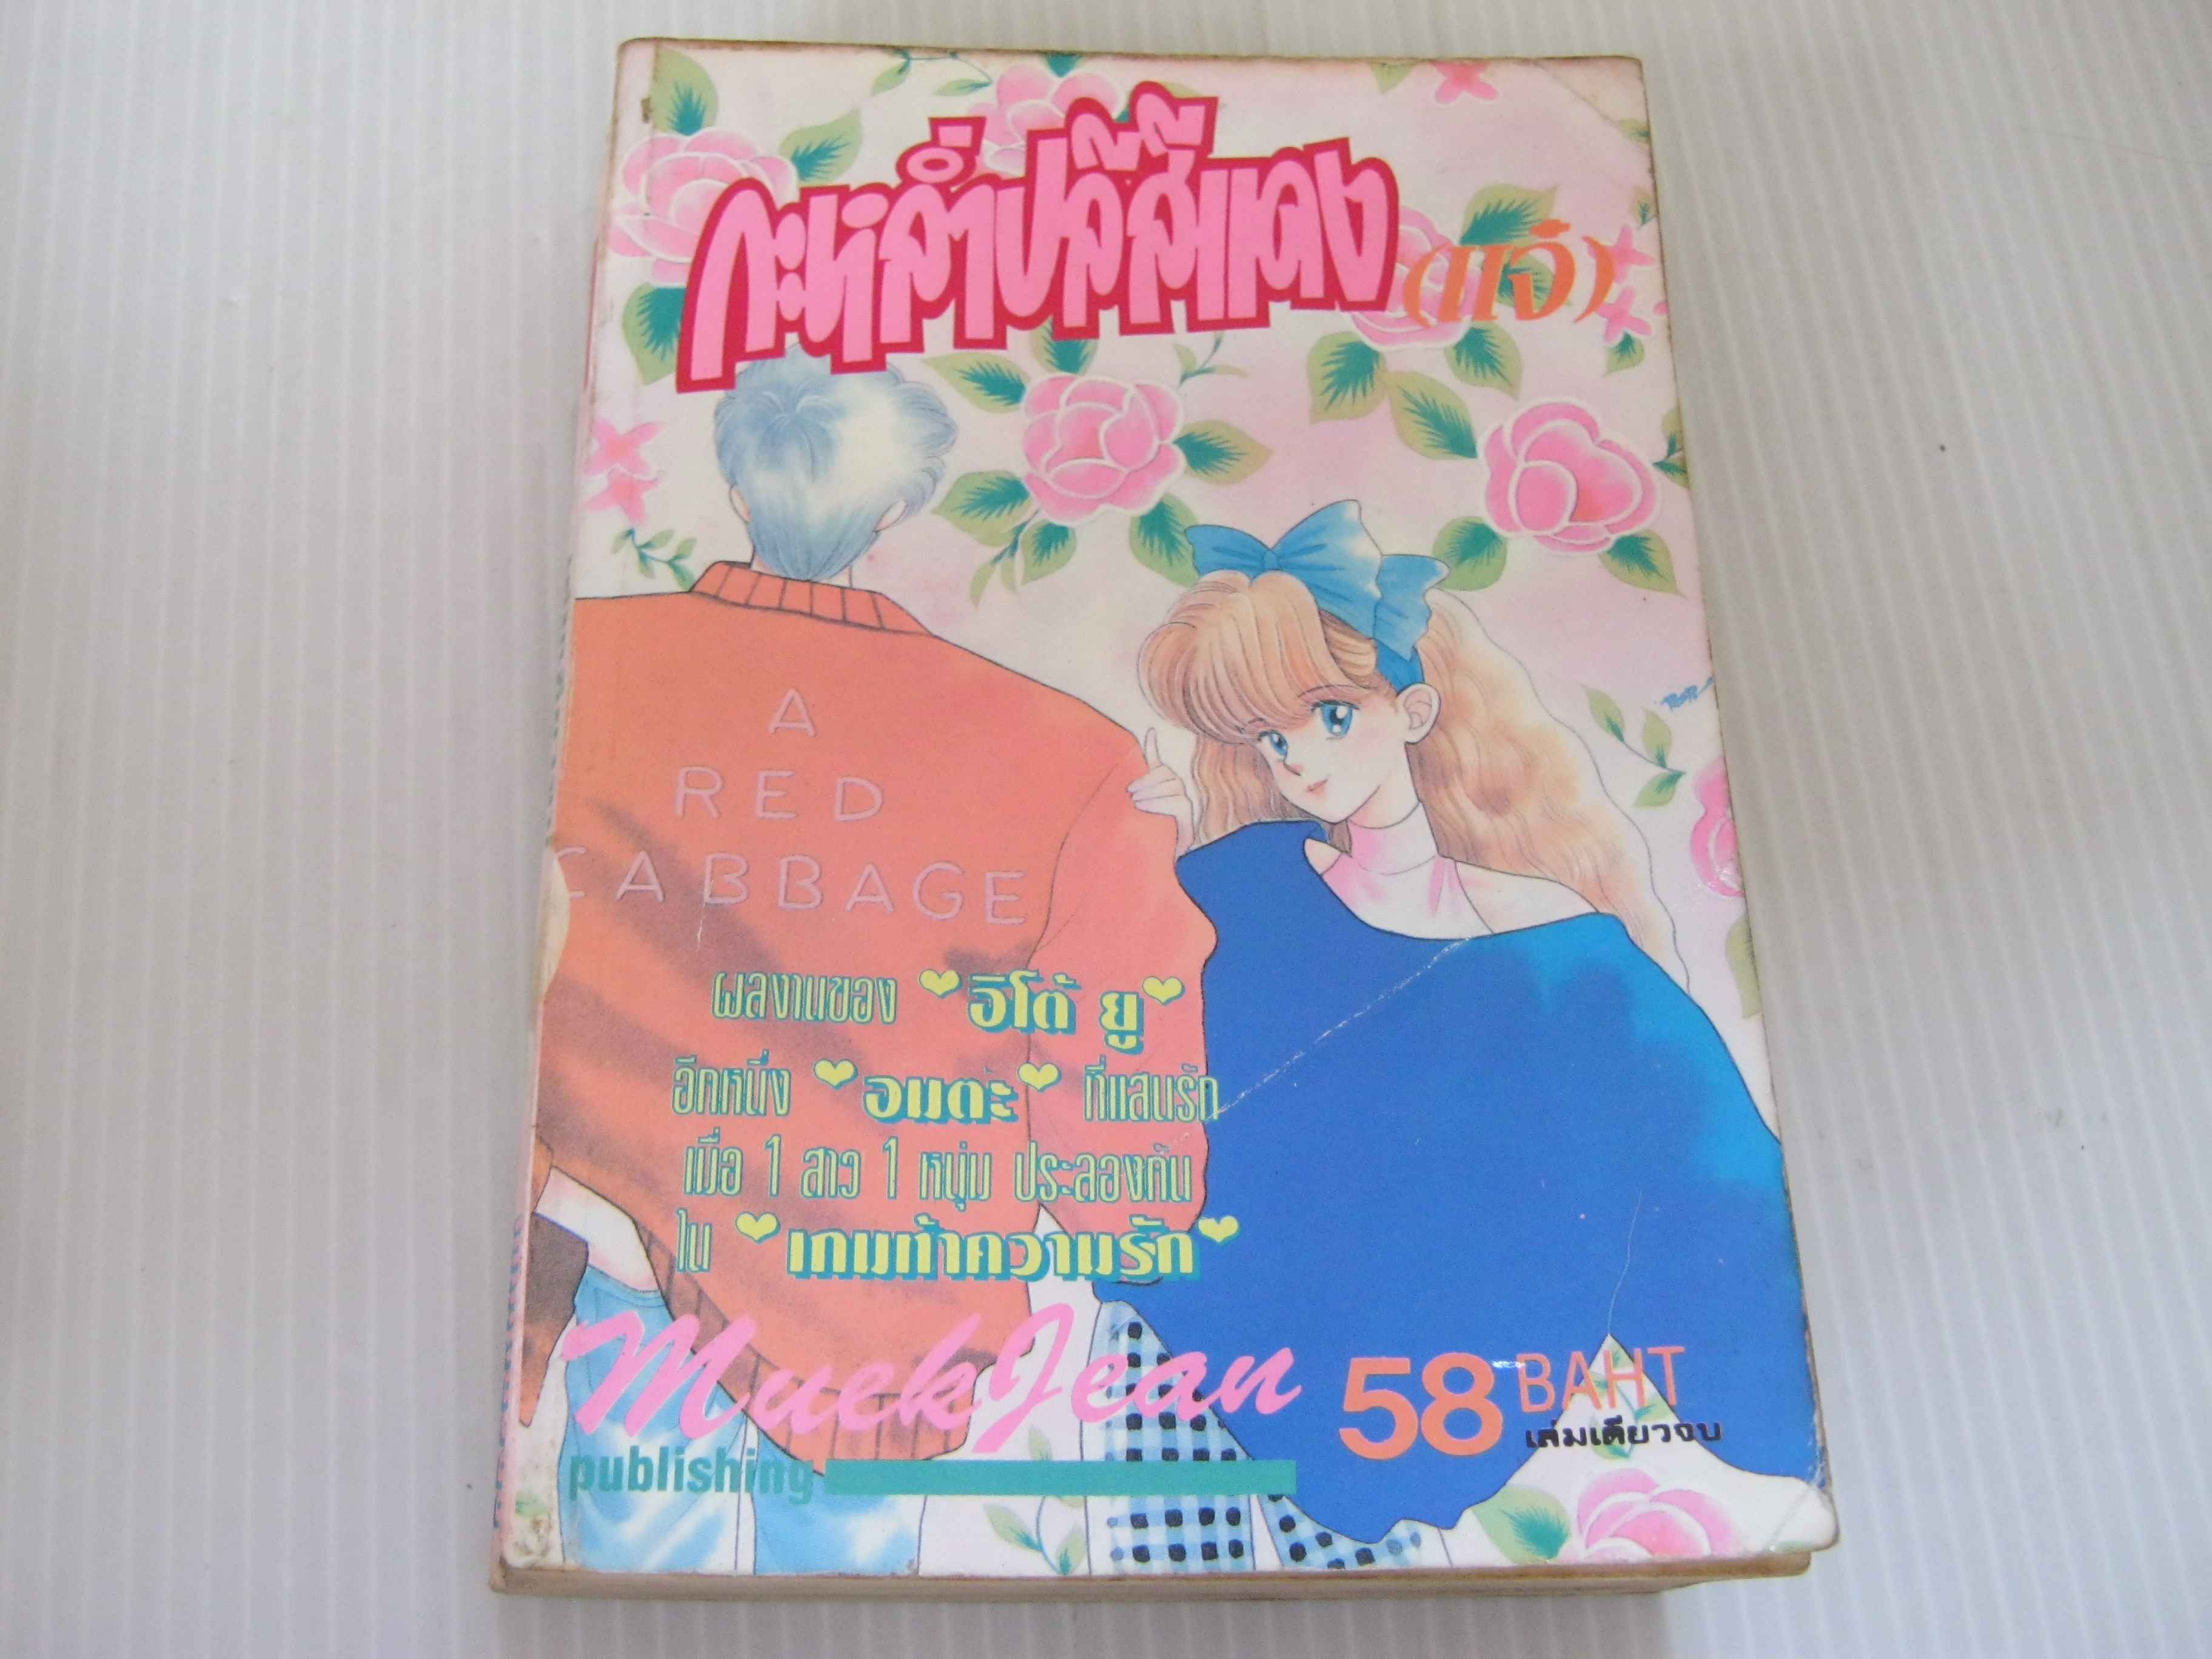 กะหล่ำปลีสีแดง (แจ๋)
A
RED
CABBAGE
ผลงานของ "อิโต้ ยู"
อีกหนึ่ง "อมตะ" ที่แสนรัก
เมื่อ 1 สาว 1 หนุ่ม ประลองกัน
ใน "เกมท้าความรัก"
MuekJean
publishing
58 BAHT
เล่มเดียวจบ